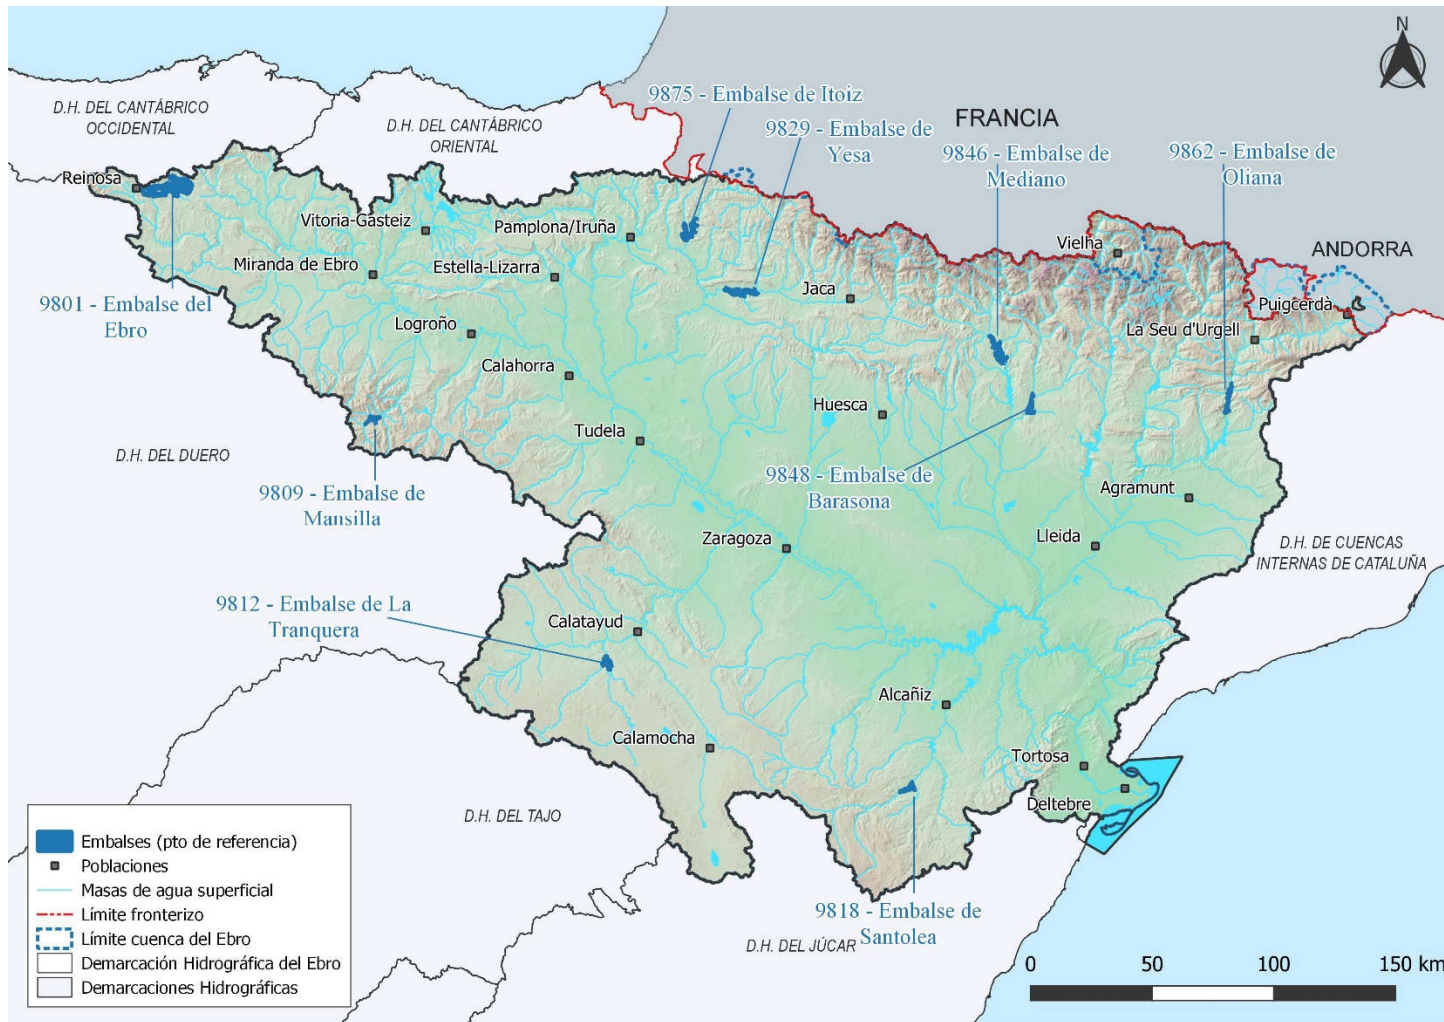 N
D.H. DEL CANTÁBRICO
OCCIDENTAL
D.H. DEL CANTÁBRICO
ORIENTAL
9875 - Embalse de Itoiz
9829 - Embalse de
Yesa
FRANCIA
9846 - Embalse de
Mediano
9862 - Embalse de
Oliana
Reinosa
Vitoria-Gasteiz
Pamplona/Iruña
Vielha
ANDORRA
Miranda de Ebro
Estella-Lizarra
Jaca
Puigcerdà
9801 - Embalse del
Ebro
Logroño
La Seu d'Urgell
Calahorra
Huesca
Tudela
D.H. DEL DUERO
9809 - Embalse de
Mansilla
9848 - Embalse de
Barasona
Agramunt
Zaragoza
Lleida
D.H. DE CUENCAS
INTERNAS DE CATALUÑA
9812 - Embalse de La
Tranquera
Calatayud
Alcañiz
Calamocha
Tortosa
Deltebre
D.H. DEL TAJO
9818 - Embalse de
Santolea
D.H. DEL JÚCAR
Embalses (pto de referencia)
Poblaciones
Masas de agua superficial
Límite fronterizo
Límite cuenca del Ebro
Demarcación Hidrográfica del Ebro
Demarcaciones Hidrográficas
0 50 100 150 km